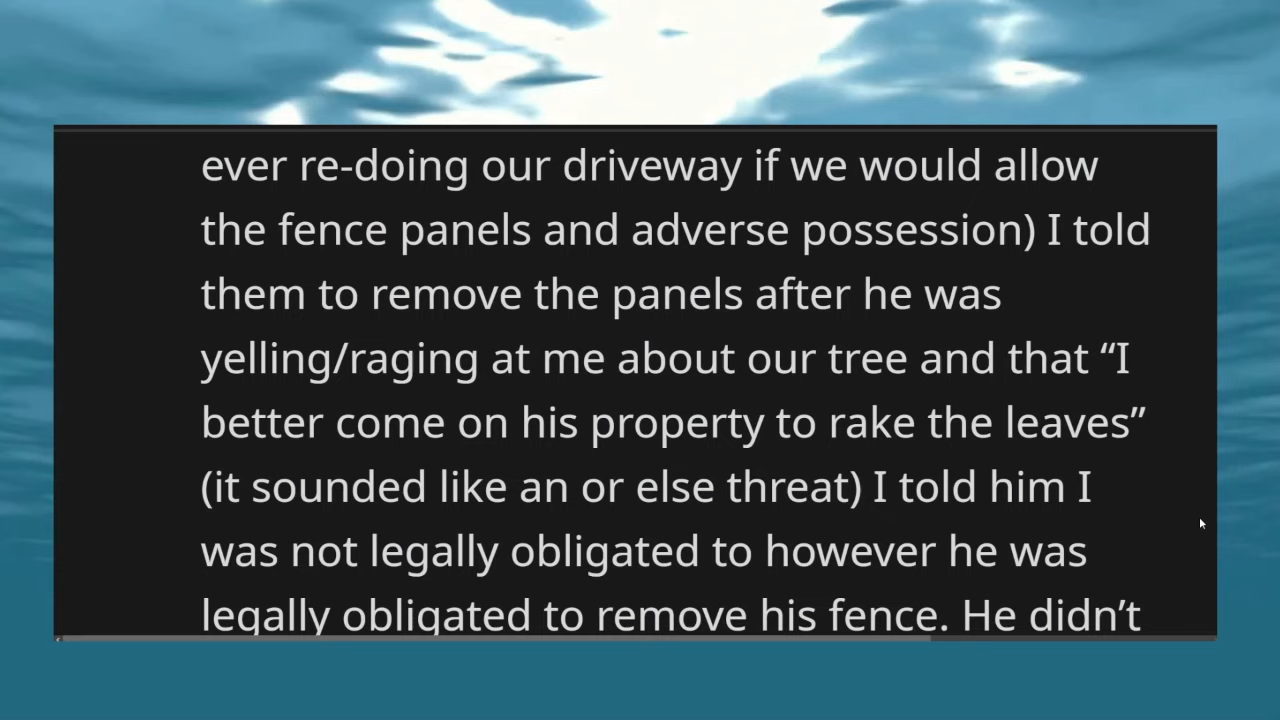 ever re-doing our driveway if we would allow
the fence panels and adverse possession) I told
them to remove the panels after he was
yelling/raging at me about our tree and that “I
better come on his property to rake the leaves”
(it sounded like an or else threat) I told him I
was not legally obligated to however he was
legally obligated to remove his fence. He didn’t